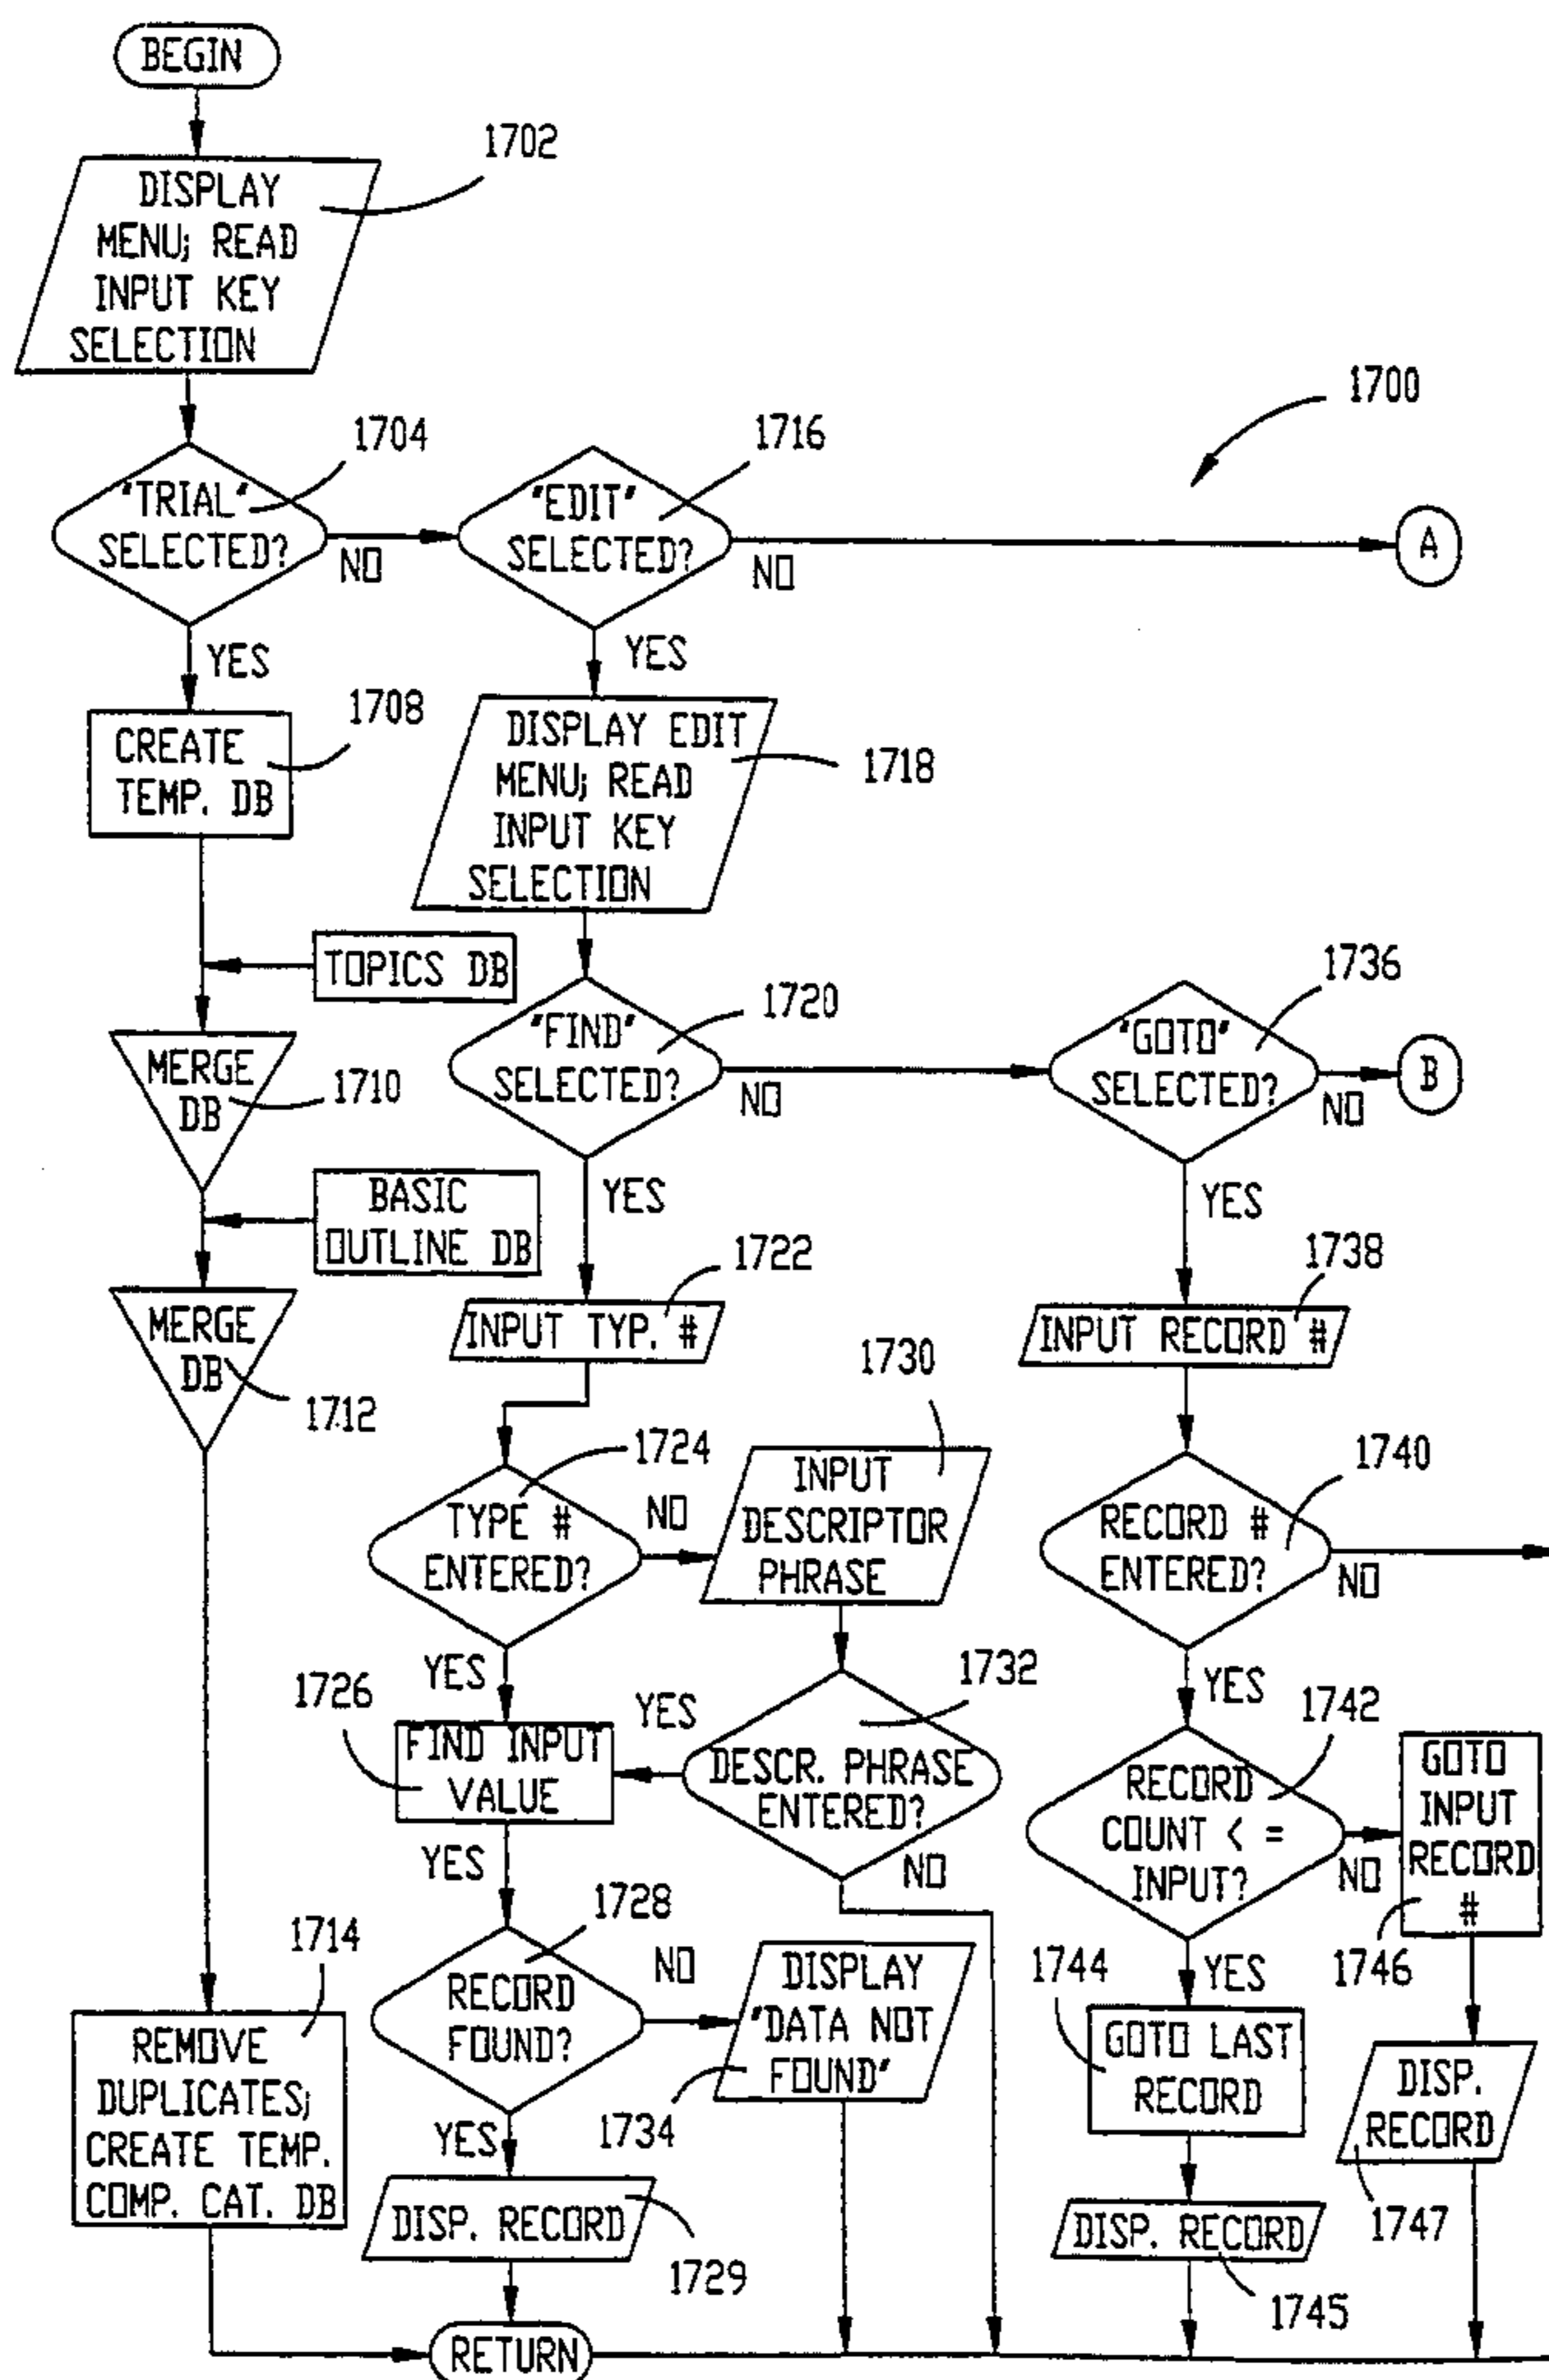 BEGIN
1702
DISPLAY
MENU; READ
INPUT KEY
SELECTION
1700
1704
"TRIAL"
SELECTED?
NO
1716
"EDIT"
SELECTED?
NO
A
YES
YES
1708
CREATE
TEMP. DB
DISPLAY EDIT
MENU; READ
INPUT KEY
SELECTION
1718
TOPICS DB
1720
"FIND"
SELECTED?
NO
1736
"GOTO"
SELECTED?
NO
B
MERGE
DB
1710
BASIC
OUTLINE DB
YES
YES
1722
INPUT TYP. #
1738
INPUT RECORD #
MERGE
DB
1712
1724
TYPE #
ENTERED?
NO
1730
INPUT
DESCRIPTOR
PHRASE
1740
RECORD #
ENTERED?
NO
YES
1726
FIND INPUT
VALUE
YES
1732
DESCR. PHRASE
ENTERED?
NO
YES
1742
RECORD
COUNT < =
INPUT?
NO
GOTO
INPUT
RECORD
#
1746
YES
1728
RECORD
FOUND?
NO
DISPLAY
"DATA NOT
FOUND"
1734
YES
1744
GOTO LAST
RECORD
DISP.
RECORD
1747
1714
REMOVE
DUPLICATES;
CREATE TEMP.
COMP. CAT. DB
YES
DISP. RECORD
1729
DISP. RECORD
1745
RETURN